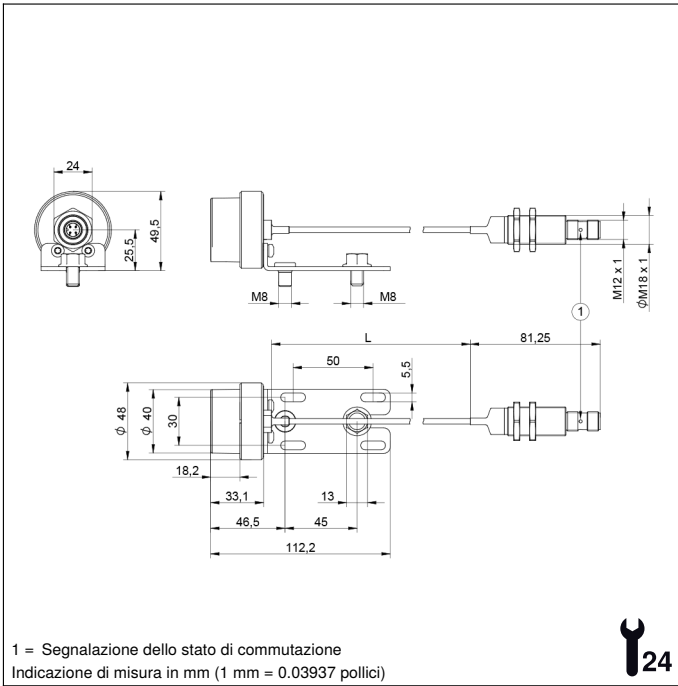 24
49,5
25,5
M8
M8
M12 x 1
ϕM18 x 1
1
L
81,25
50
5,5
ϕ 48
ϕ 40
30
18,2
33,1
13
46,5
45
112,2
1 = Segnalazione dello stato di commutazione
Indicazione di misura in mm (1 mm = 0.03937 pollici)
24